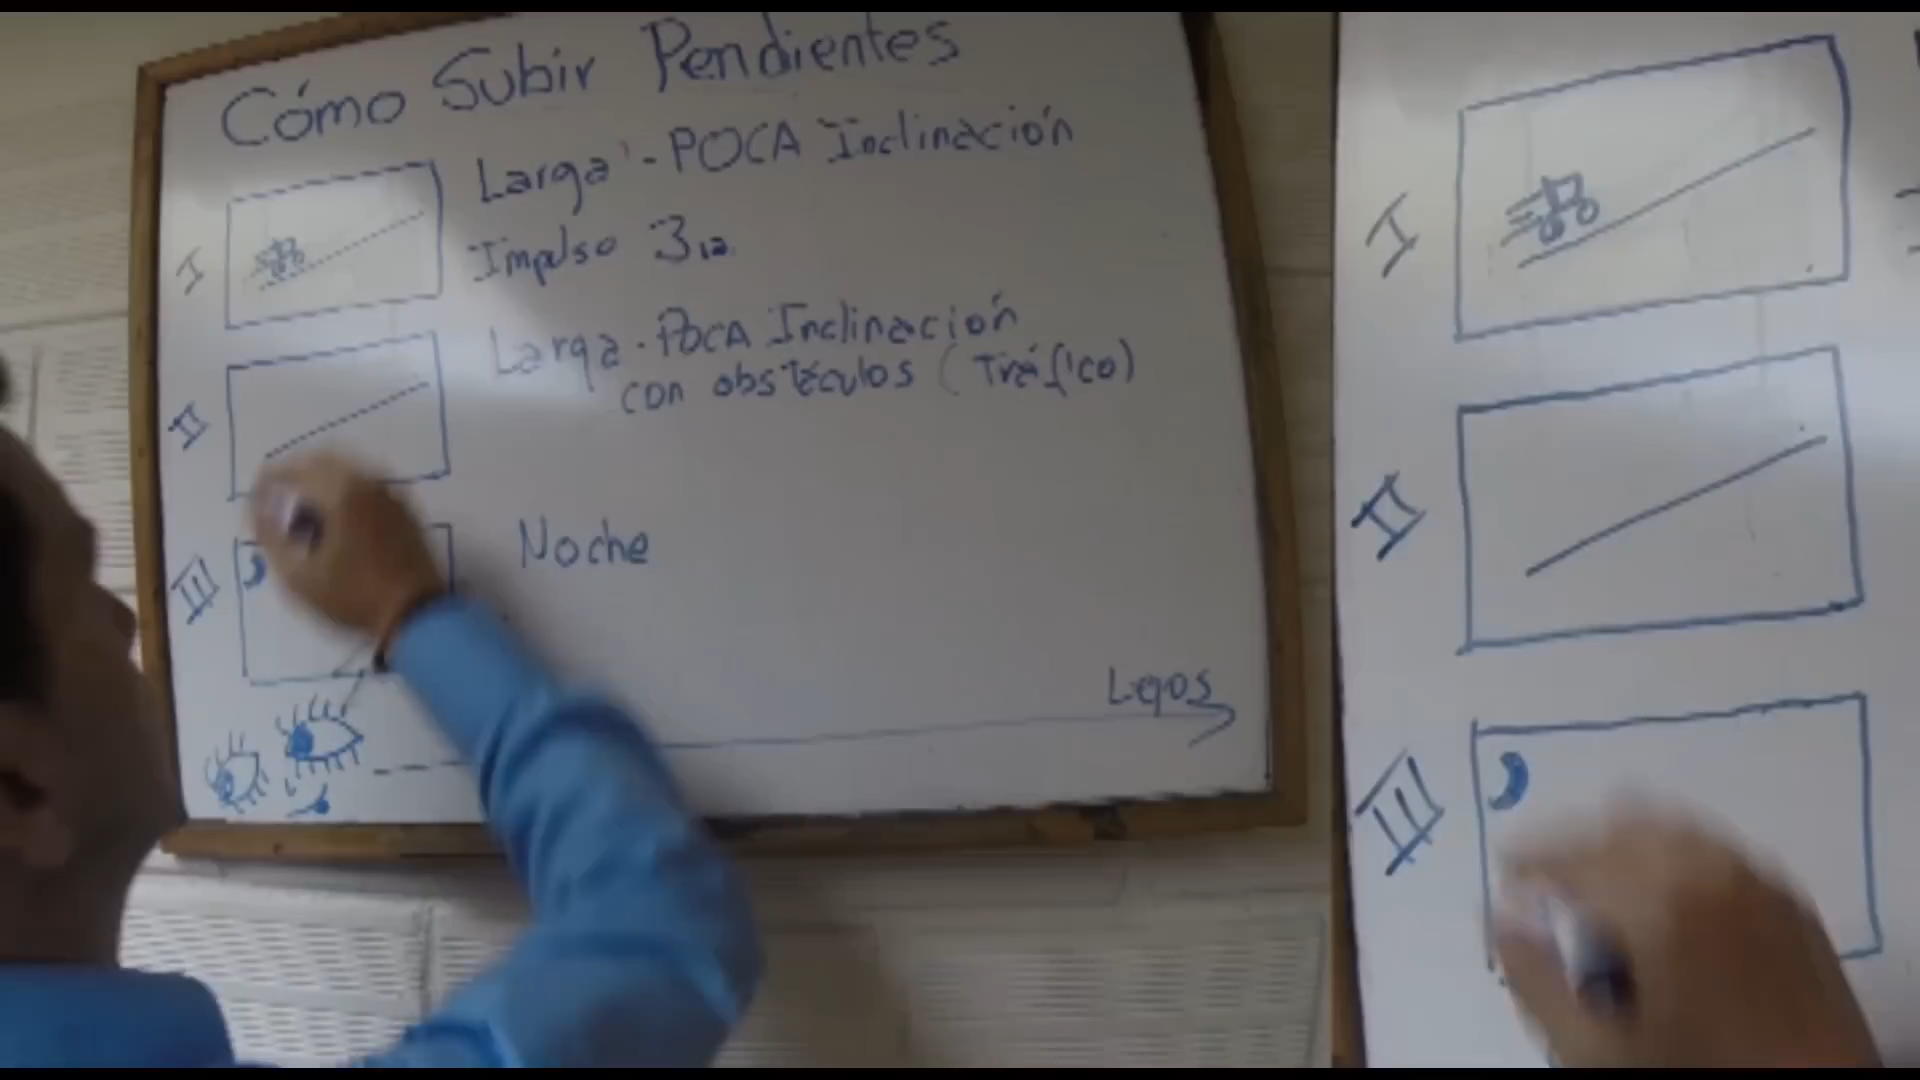 Cómo Subir Pendientes
I
Larga - POCA Inclinación
Impulso 3ra.
II
Larga - POCA Inclinación
con obstáculos (Tráfico)
III
Noche
Lejos
I
II
III